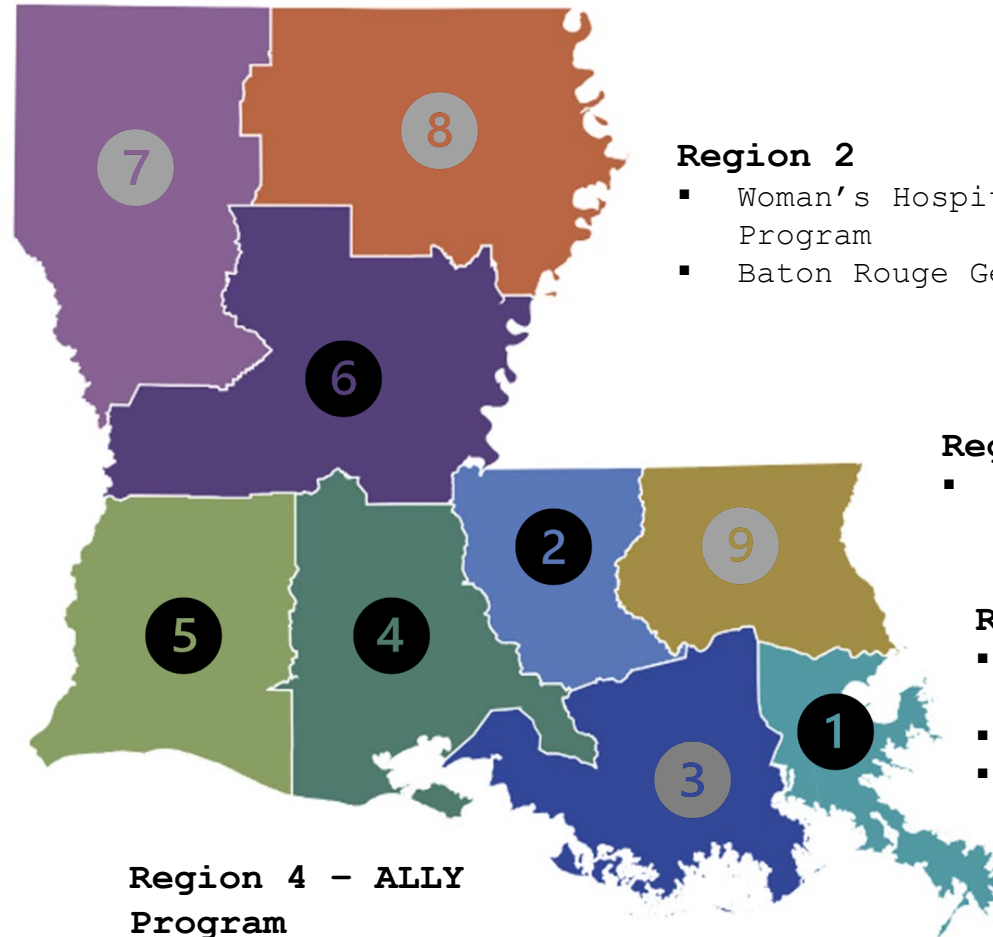 7
8
Region 2
▪ Woman's Hospit
Program
▪ Baton Rouge Ge
6
Reg
▪
2
9
5
4
R
▪
1
▪
3
▪
Region 4 – ALLY
Program